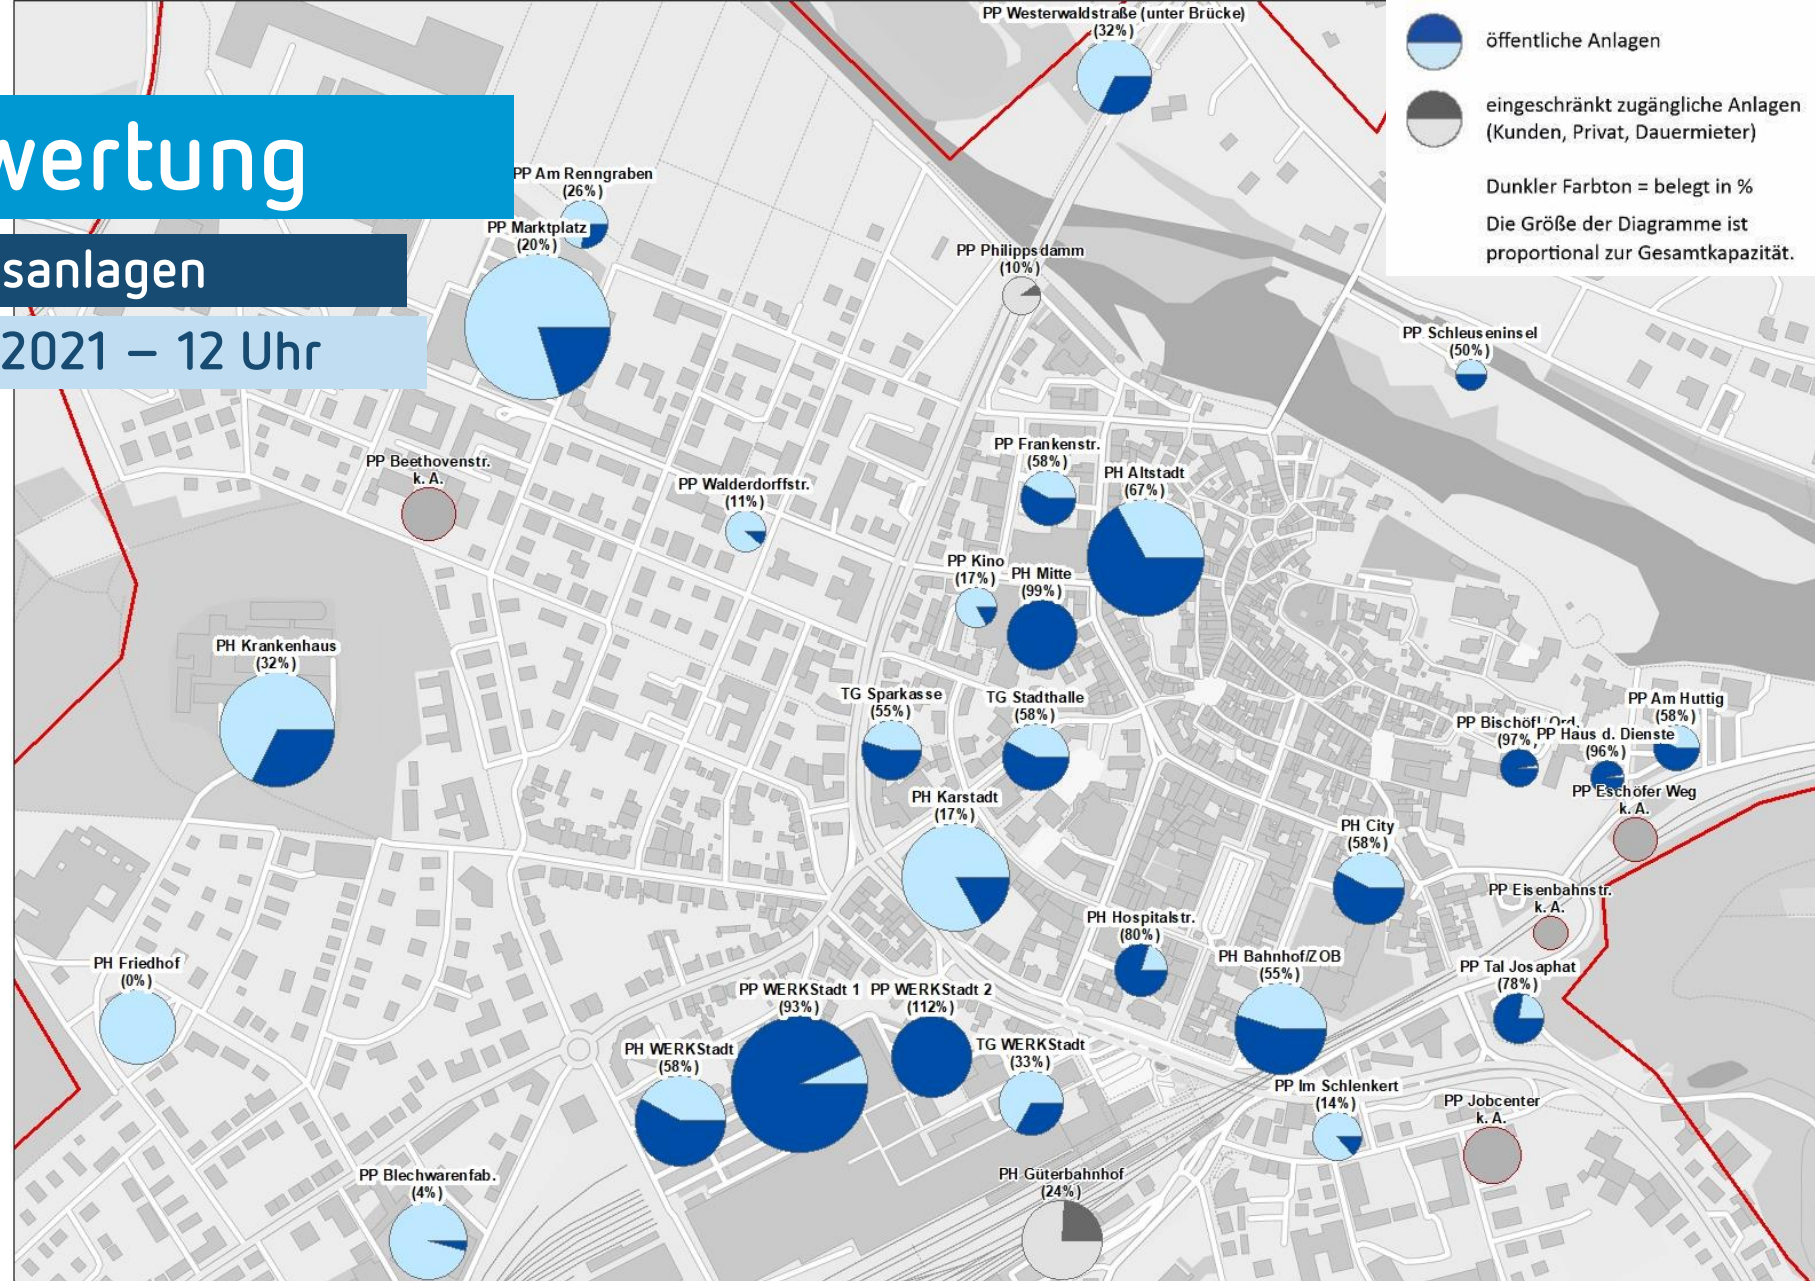 PP Westerwaldstraße (unter Brücke)
(32%)
öffentliche Anlagen
eingeschränkt zugängliche Anlagen
(Kunden, Privat, Dauermieter)
Dunkler Farbton = belegt in %
Die Größe der Diagramme ist
proportional zur Gesamtkapazität.
wertung
sanlagen
2021 – 12 Uhr
PP Am Renngraben
(26%)
PP Marktplatz
(20%)
PP Philippsdamm
(10%)
PP Schleuseninsel
(50%)
PP Beethovenstr.
k. A.
PP Walderdorffstr.
(11%)
PP Frankenstr.
(58%)
PH Altstadt
(67%)
PP Kino
(17%)
PH Mitte
(99%)
PH Krankenhaus
(32%)
TG Sparkasse
(55%)
TG Stadthalle
(58%)
PP Bischöfl. Ord.
(97%)
PP Haus d. Dienste
(96%)
PP Am Huttig
(58%)
PP Eschöfer Weg
k. A.
PH Karstadt
(17%)
PH City
(58%)
PP Eisenbahnstr.
k. A.
PH Hospitalstr.
(80%)
PH Bahnhof/ZOB
(55%)
PP Tal Josaphat
(78%)
PH Friedhof
(0%)
PP WERKStadt 1
(93%)
PP WERKStadt 2
(112%)
PH WERKStadt
(58%)
TG WERKStadt
(33%)
PP Im Schlenkert
(14%)
PP Jobcenter
k. A.
PP Blechwarenfab.
(4%)
PH Güterbahnhof
(24%)